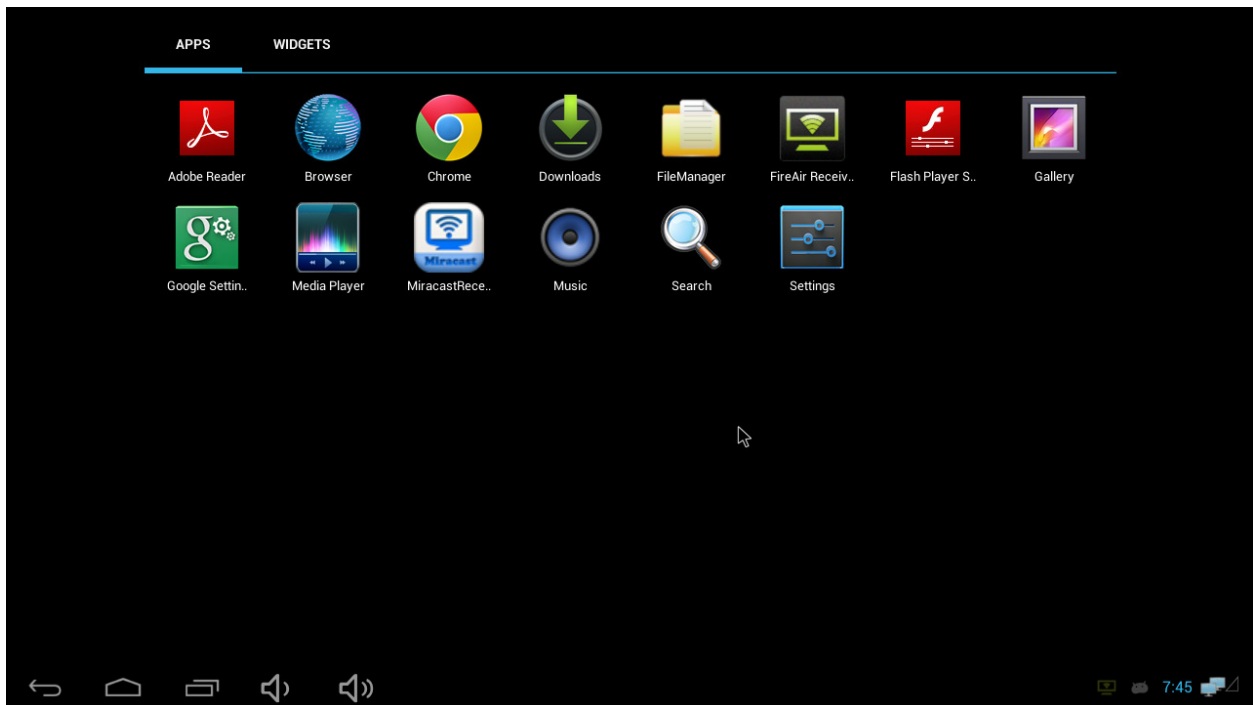 APPS WIDGETS
Adobe Reader Browser Chrome Downloads FileManager FireAir Receiv.. Flash Player S.. Gallery
Miracast
Google Settin.. Media Player MiracastRece.. Music Search Settings
7:45